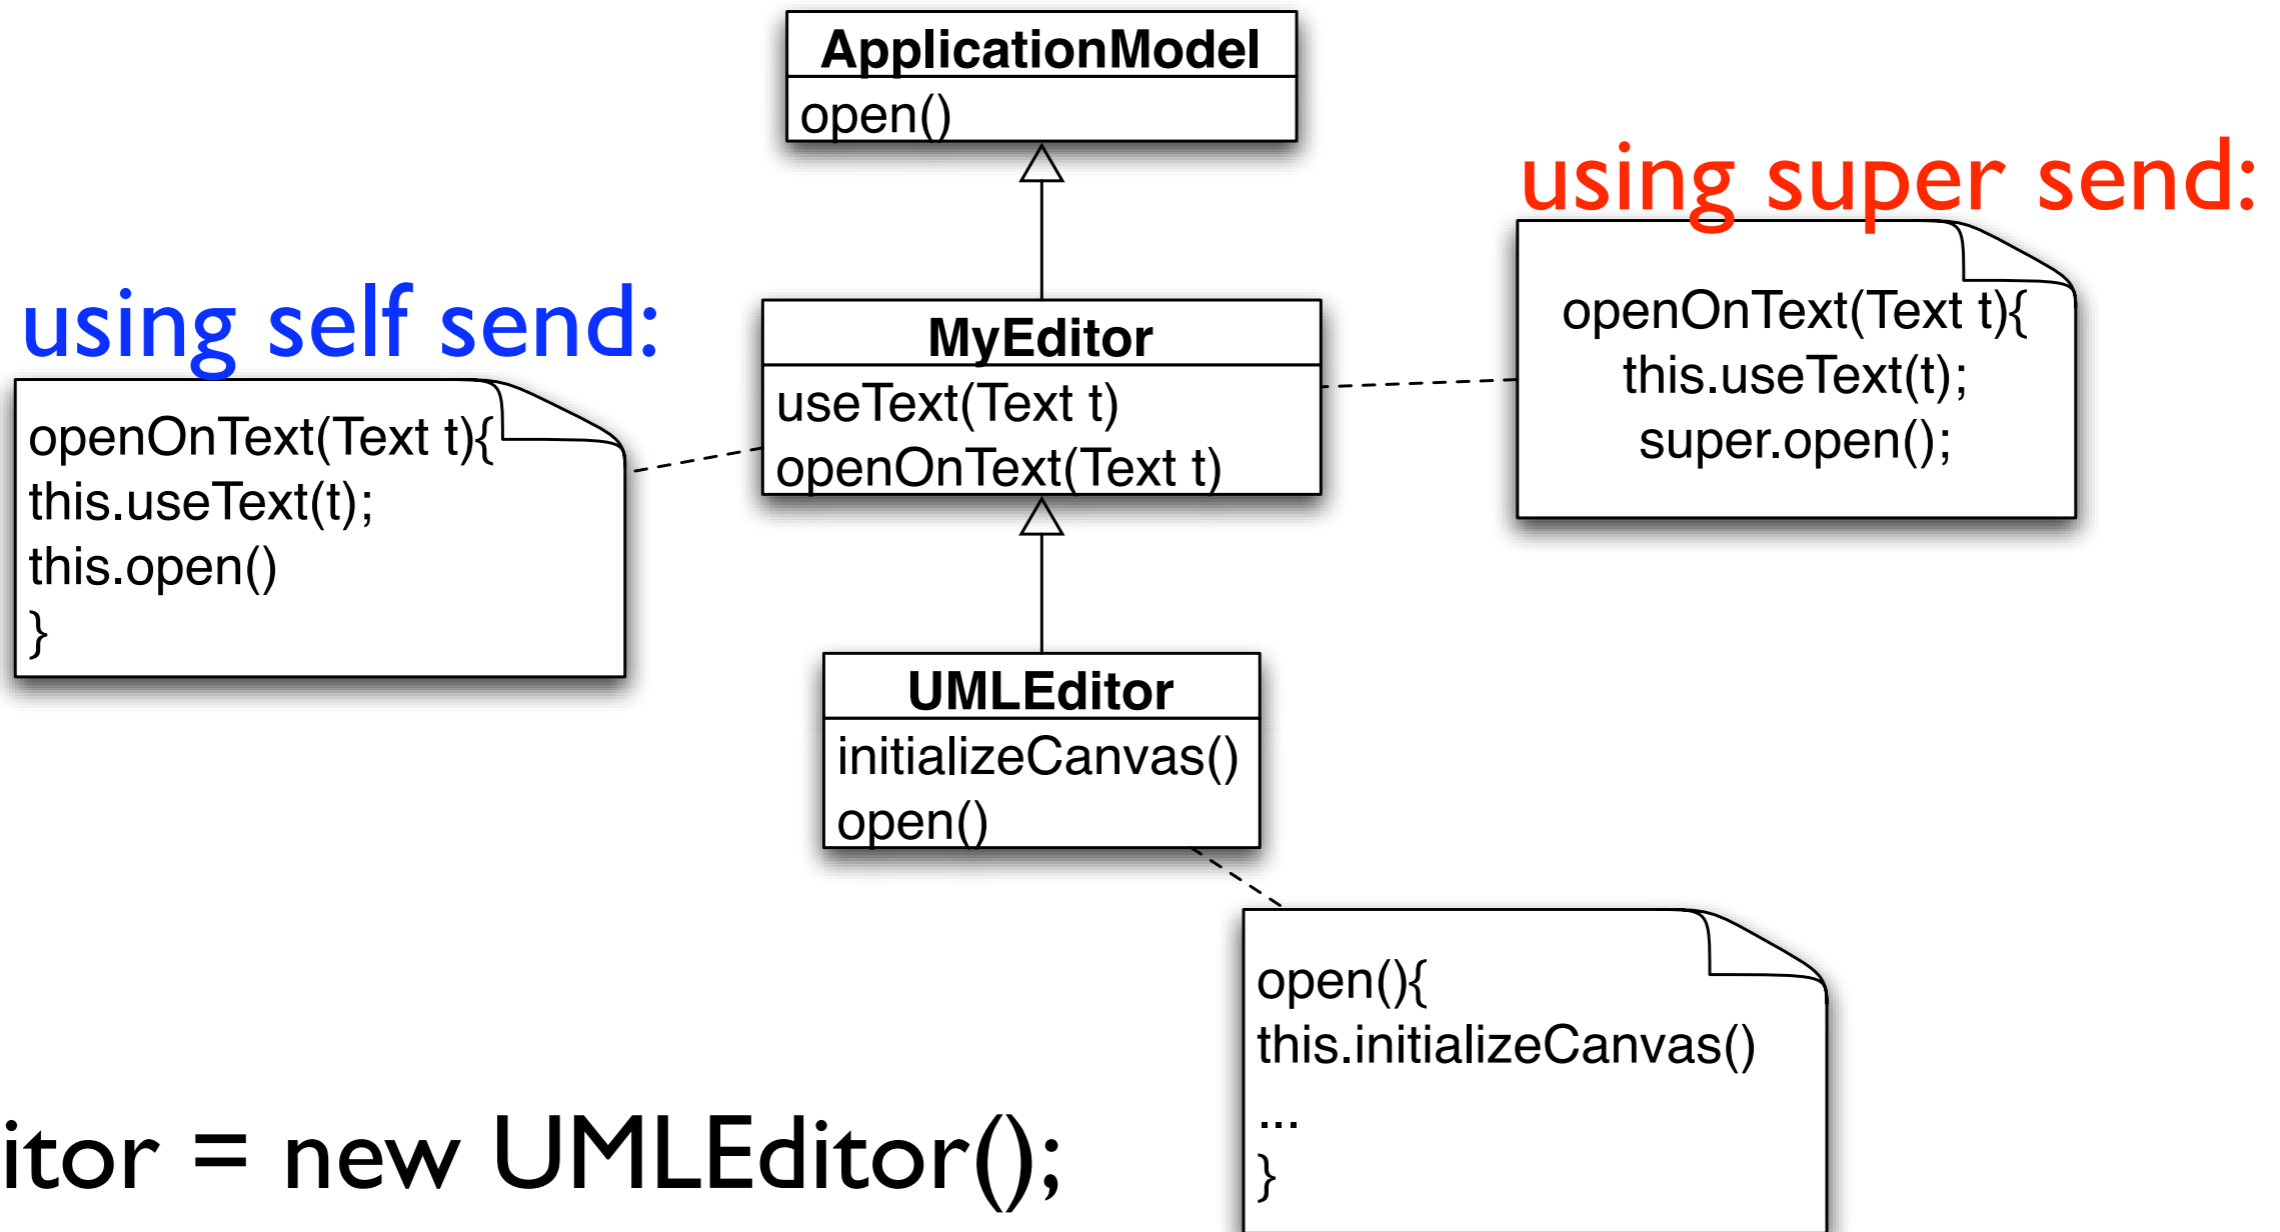 ApplicationModel
open()
using super send:
openOnText(Text t){
this.useText(t);
super.open();
using self send:
openOnText(Text t){
this.useText(t);
this.open()
}
MyEditor
useText(Text t)
openOnText(Text t)
UMLEditor
initializeCanvas()
open()
open(){
this.initializeCanvas()
...
}
itor = new UMLEditor();